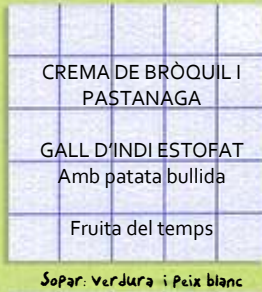 CREMA DE BRÒQUIL I
PASTANAGA
GALL D'INDI ESTOFAT
Amb patata bullida
Fruita del temps
Sopar: verdura i peix blanc